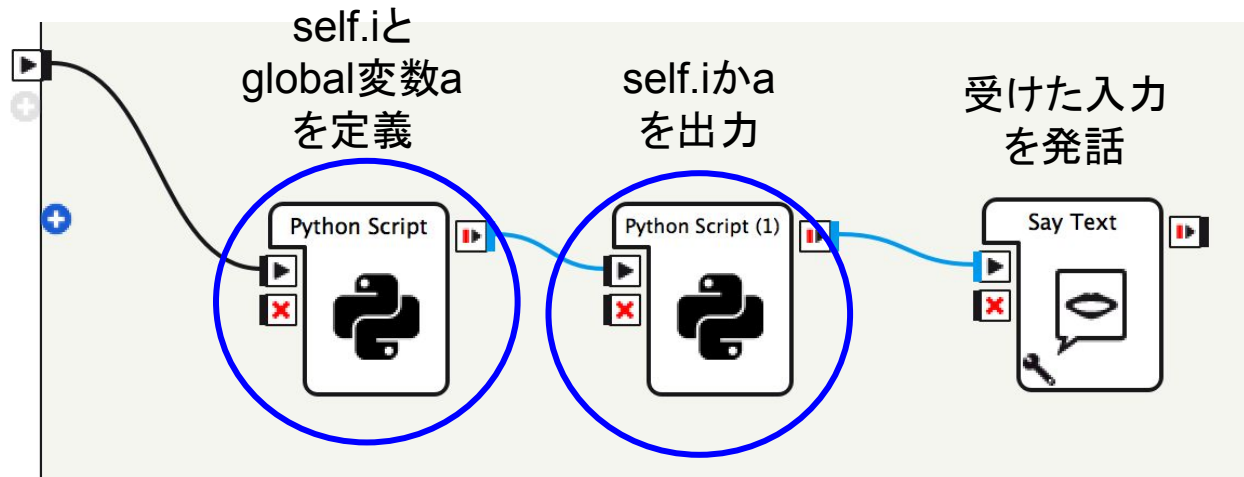 self.iと
global変数a
を定義
self.iかa
を出力
受けた入力
を発話
Python Script
Python Script (1)
Say Text